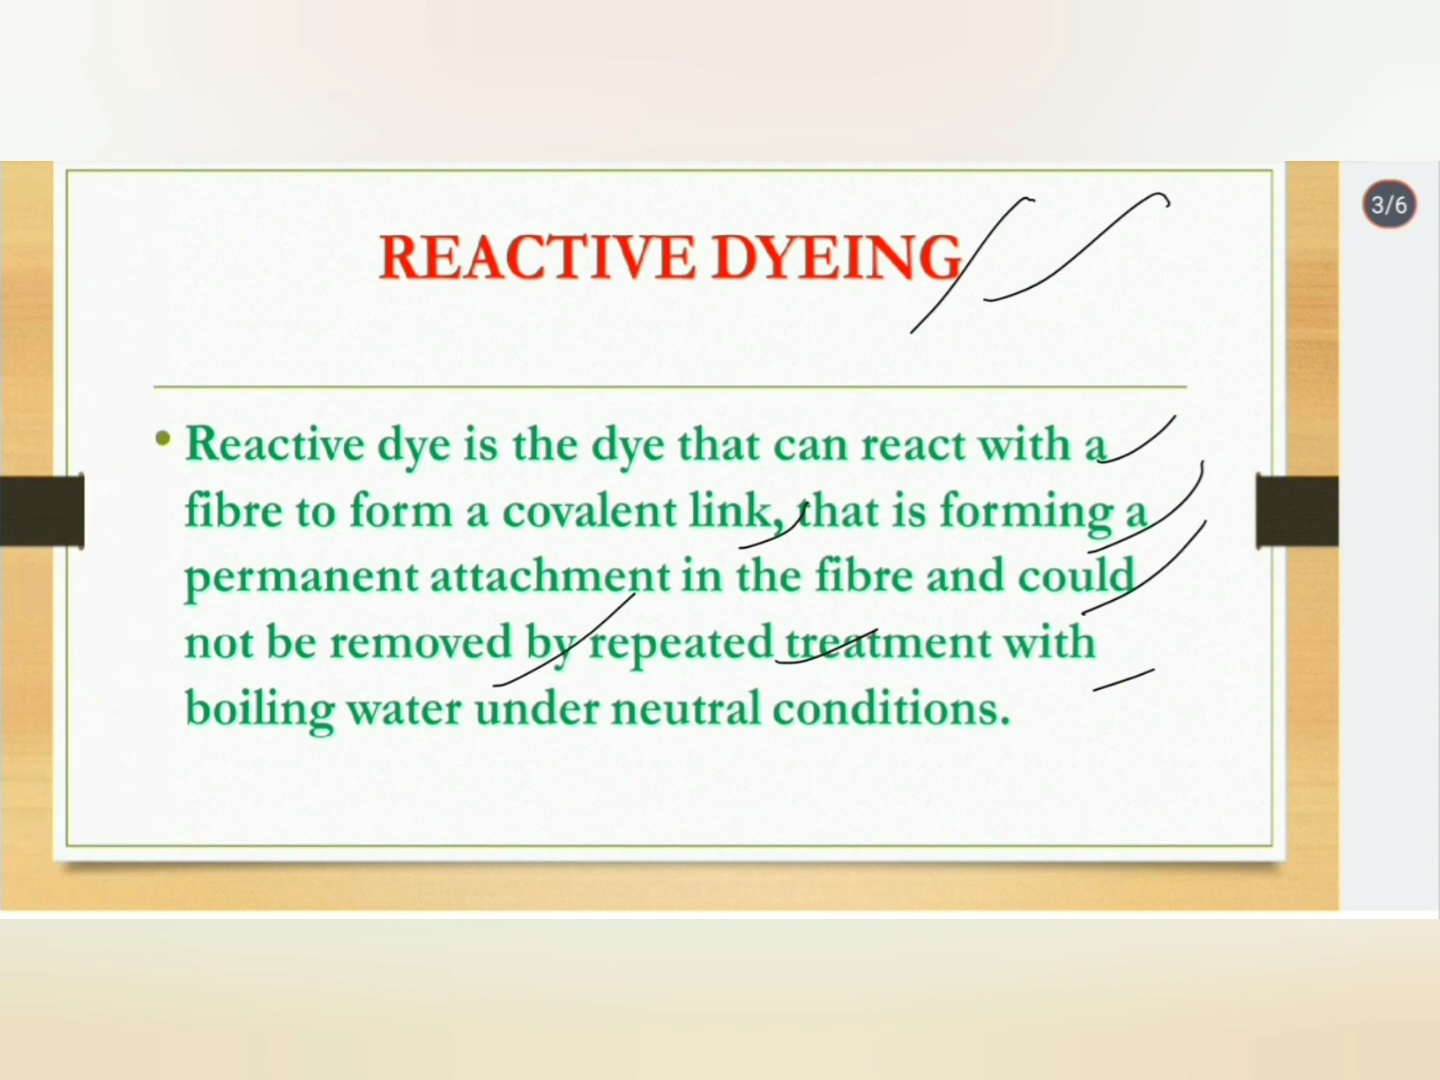 3/6
REACTIVE DYEING
• Reactive dye is the dye that can react with a
fibre to form a covalent link, that is forming a
permanent attachment in the fibre and could
not be removed by repeated treatment with
boiling water under neutral conditions.